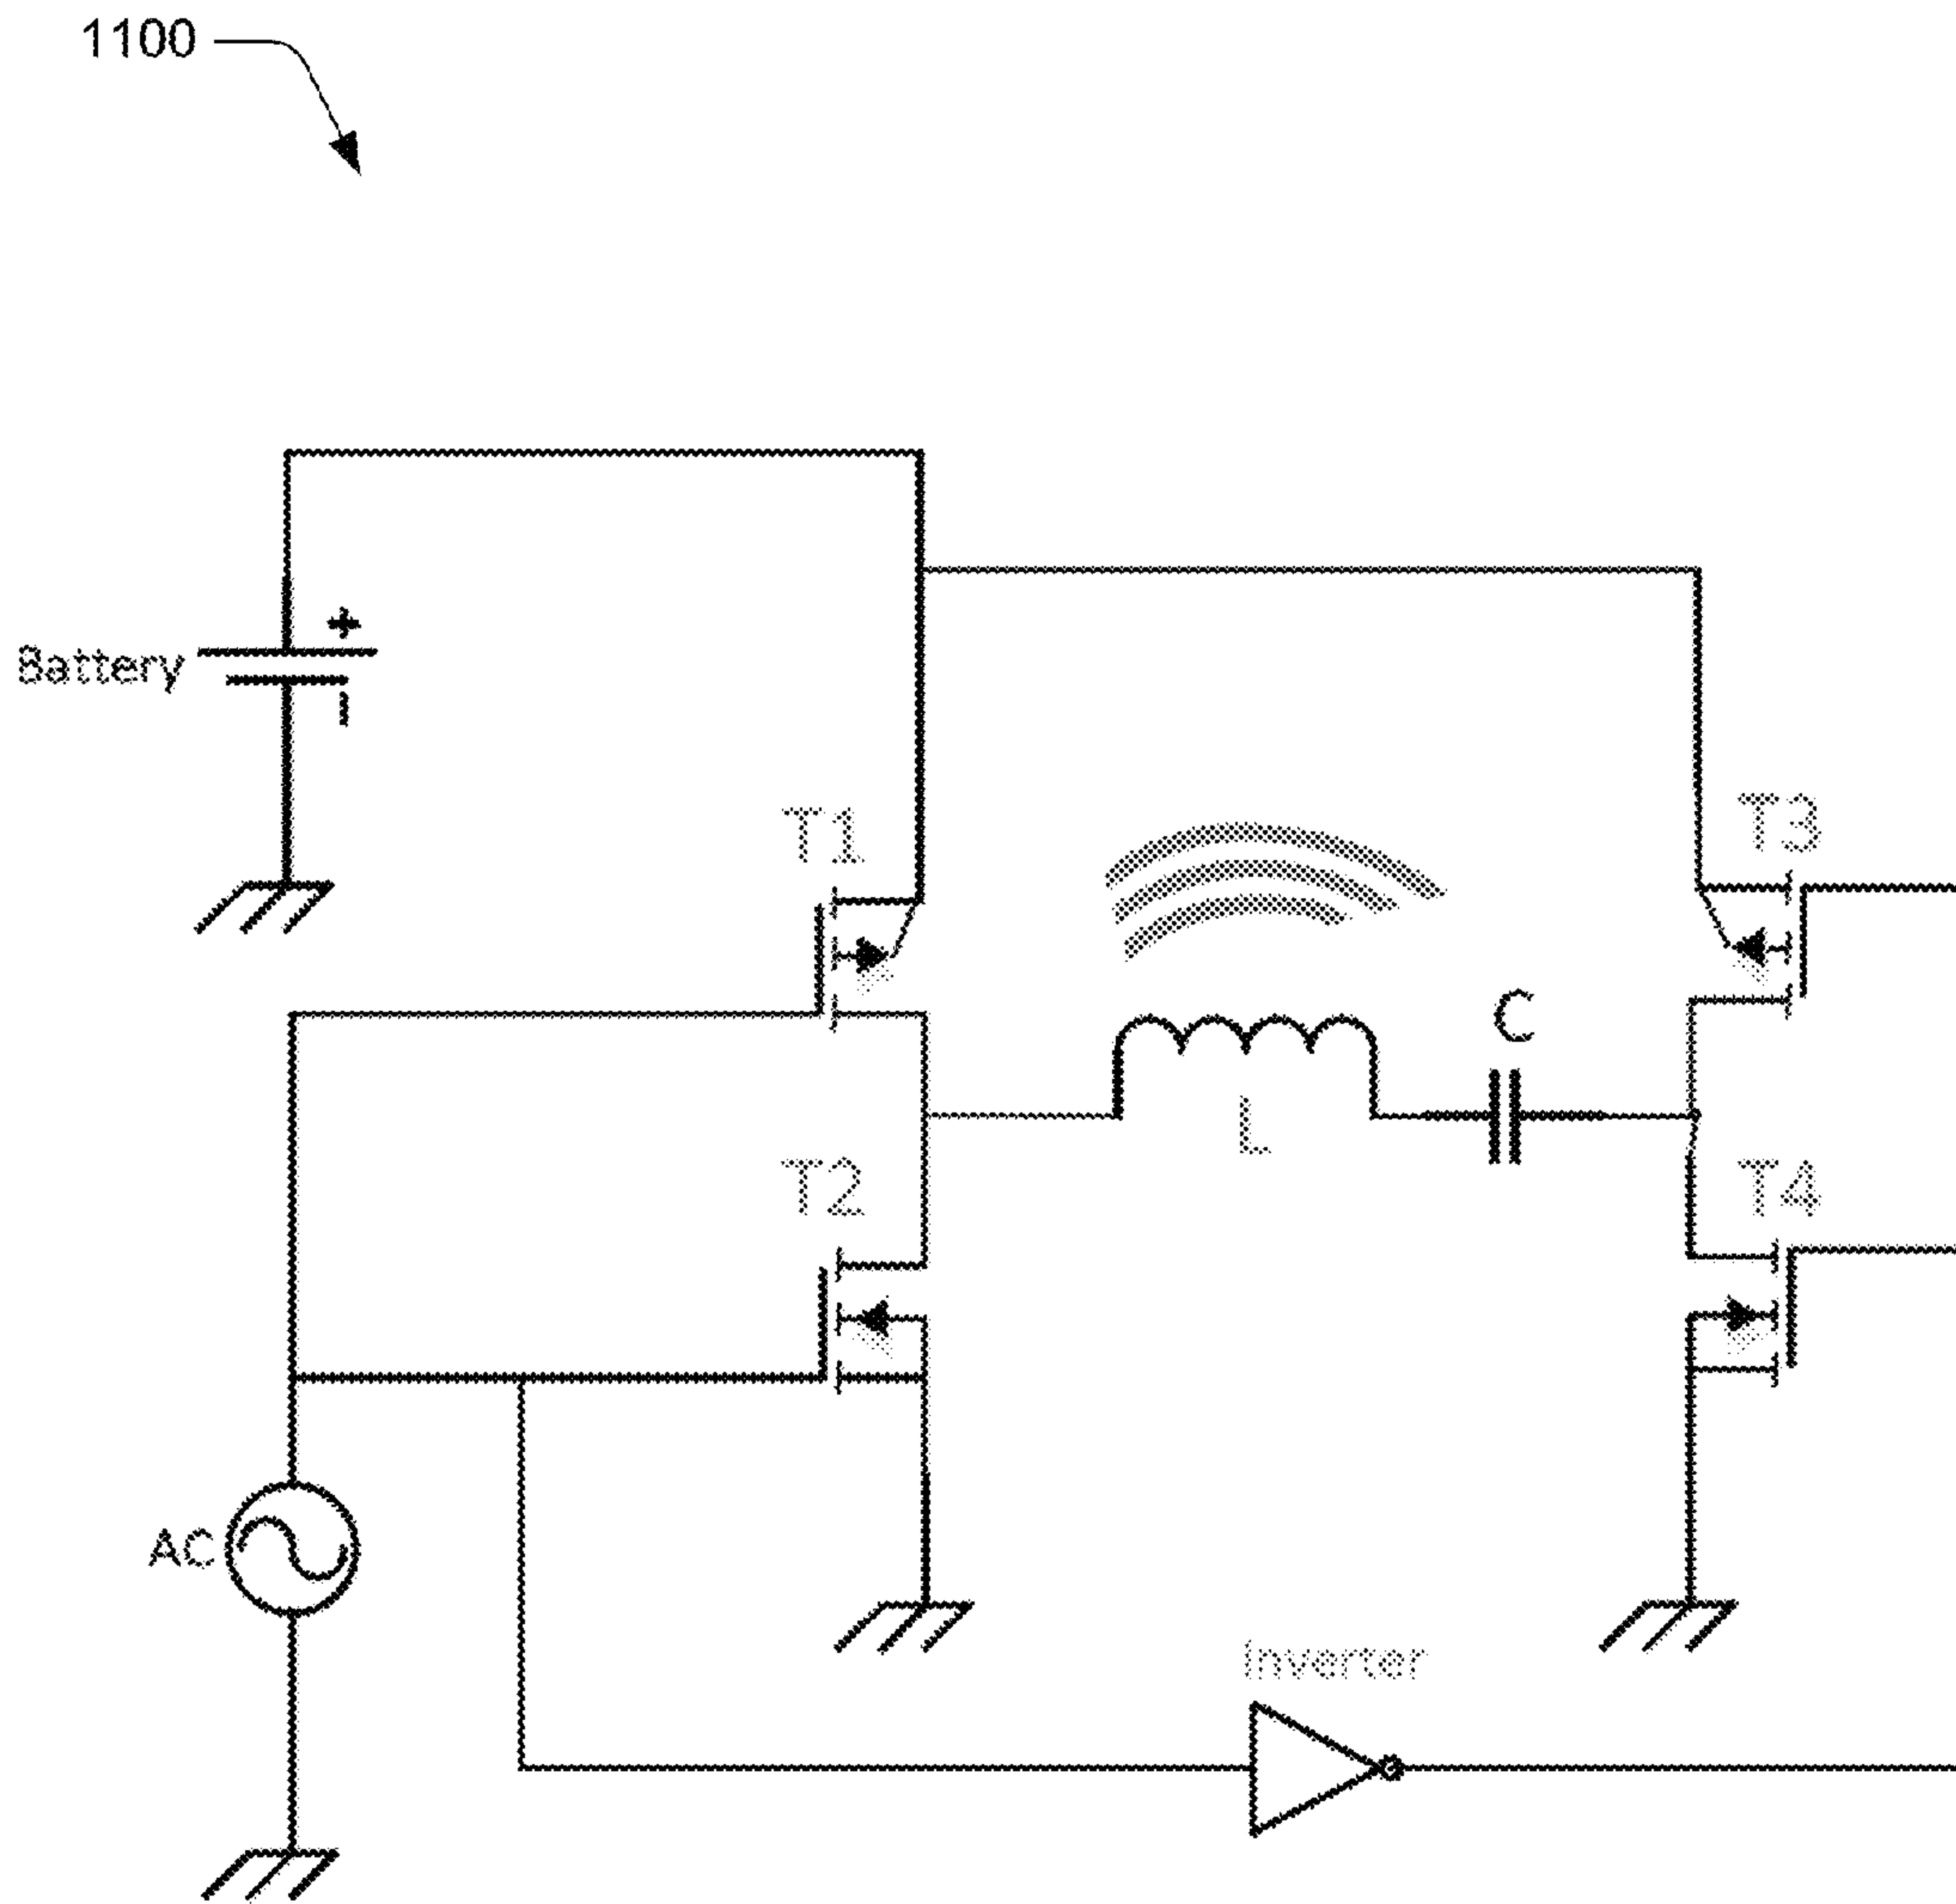 1100
+
Battery
T1
T3
C
L
T2
T4
AC
Inverter